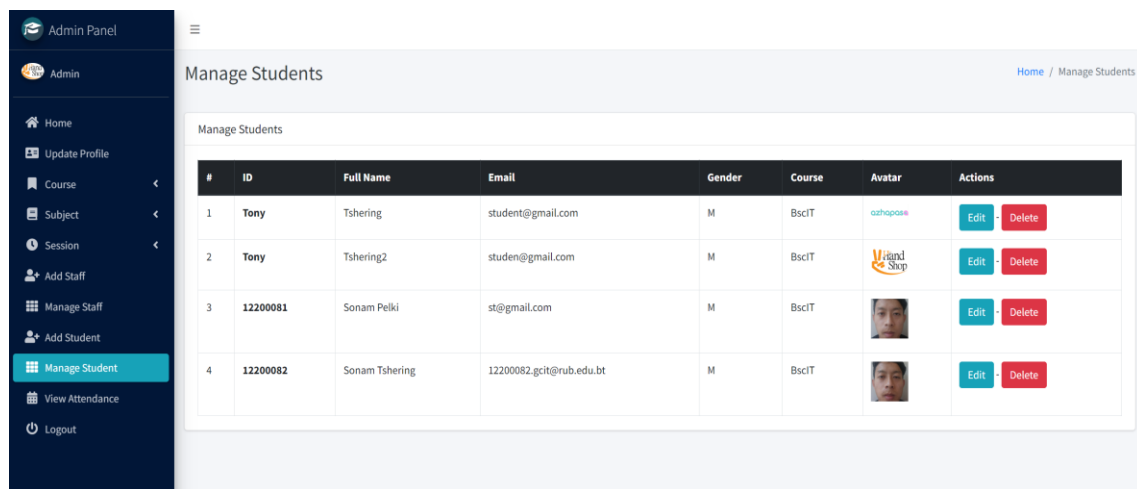 Admin Panel
Admin
Home
Update Profile
Course
Subject
Session
Add Staff
Manage Staff
Add Student
Manage Student
View Attendance
Logout
Manage Students
Home / Manage Students
Manage Students
# ID Full Name Email Gender Course Avatar Actions
1 Tony Tshering student@gmail.com M BscIT azhapasa Edit - Delete
2 Tony Tshering2 studen@gmail.com M BscIT Hand Shop Edit - Delete
3 12200081 Sonam Pelki st@gmail.com M BscIT Edit - Delete
4 12200082 Sonam Tshering 12200082.gcit@rub.edu.bt M BscIT Edit - Delete